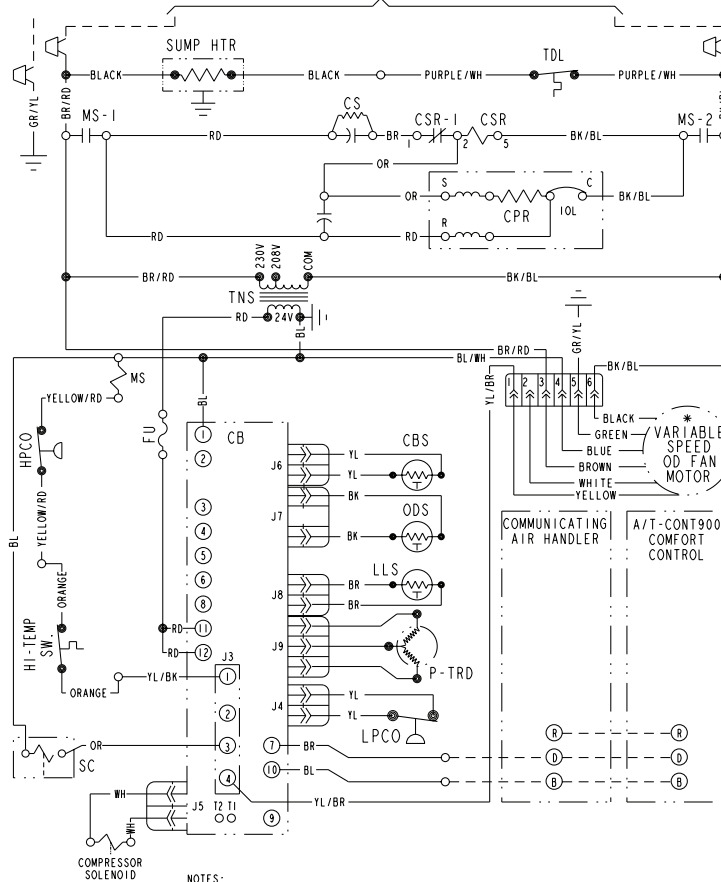 SUMP HTR
TDL
BLACK
BLACK
PURPLE/WH
PURPLE/WH
GR/YL
BR/RD
MS-1
RD
CS
BR
1
CSR-1
2
CSR
5
BK/BL
MS-2
OR
S
OR
CPR
C
IOL
BK/BL
RD
RD
R
230V
208V
COM
BR/RD
BK/BL
TNS
RD
24V
BL
GR/YL
BR/RD
BL/WH
BK/BL
MS
YL/BR
1 2 3 4 5 6
YELLOW/RD
BL
FU
HPCO
1
CB
2
J6
YL
YL
CBS
BLACK
GREEN
BLUE
BROWN
WHITE
YELLOW
*
VARIABLE
SPEED
OD FAN
MOTOR
BK
J7
BK
ODS
3
4
5
6
8
YELLOW/RD
BL
COMMUNICATING
AIR HANDLER
A/T-CONT900
COMFORT
CONTROL
LLS
J8
BR
BR
ORANGE
HI-TEMP
SW.
RD
11
RD
12
J9
P-TRD
J3
YL/BK
1
ORANGE
J4
YL
YL
2
LPCO
R
R
OR
3
7
BR
D
D
SC
10
BL
4
B
B
WH
YL/BR
J5
T2 T1
9
WH
COMPRESSOR
SOLENOID
NOTES: